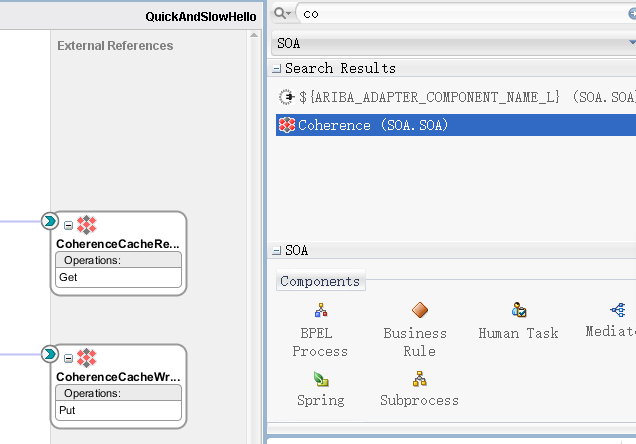 QuickAndSlowHello
External References
CoherenceCacheRe...
Operations:
Get
CoherenceCacheWr...
Operations:
Put
co
SOA
Search Results
${ARIBA_ADAPTER_COMPONENT_NAME_L} (SOA.SOA)
Coherence (SOA.SOA)
SOA
Components
BPEL
Process
Business
Rule
Human Task
Mediato
Spring
Subprocess